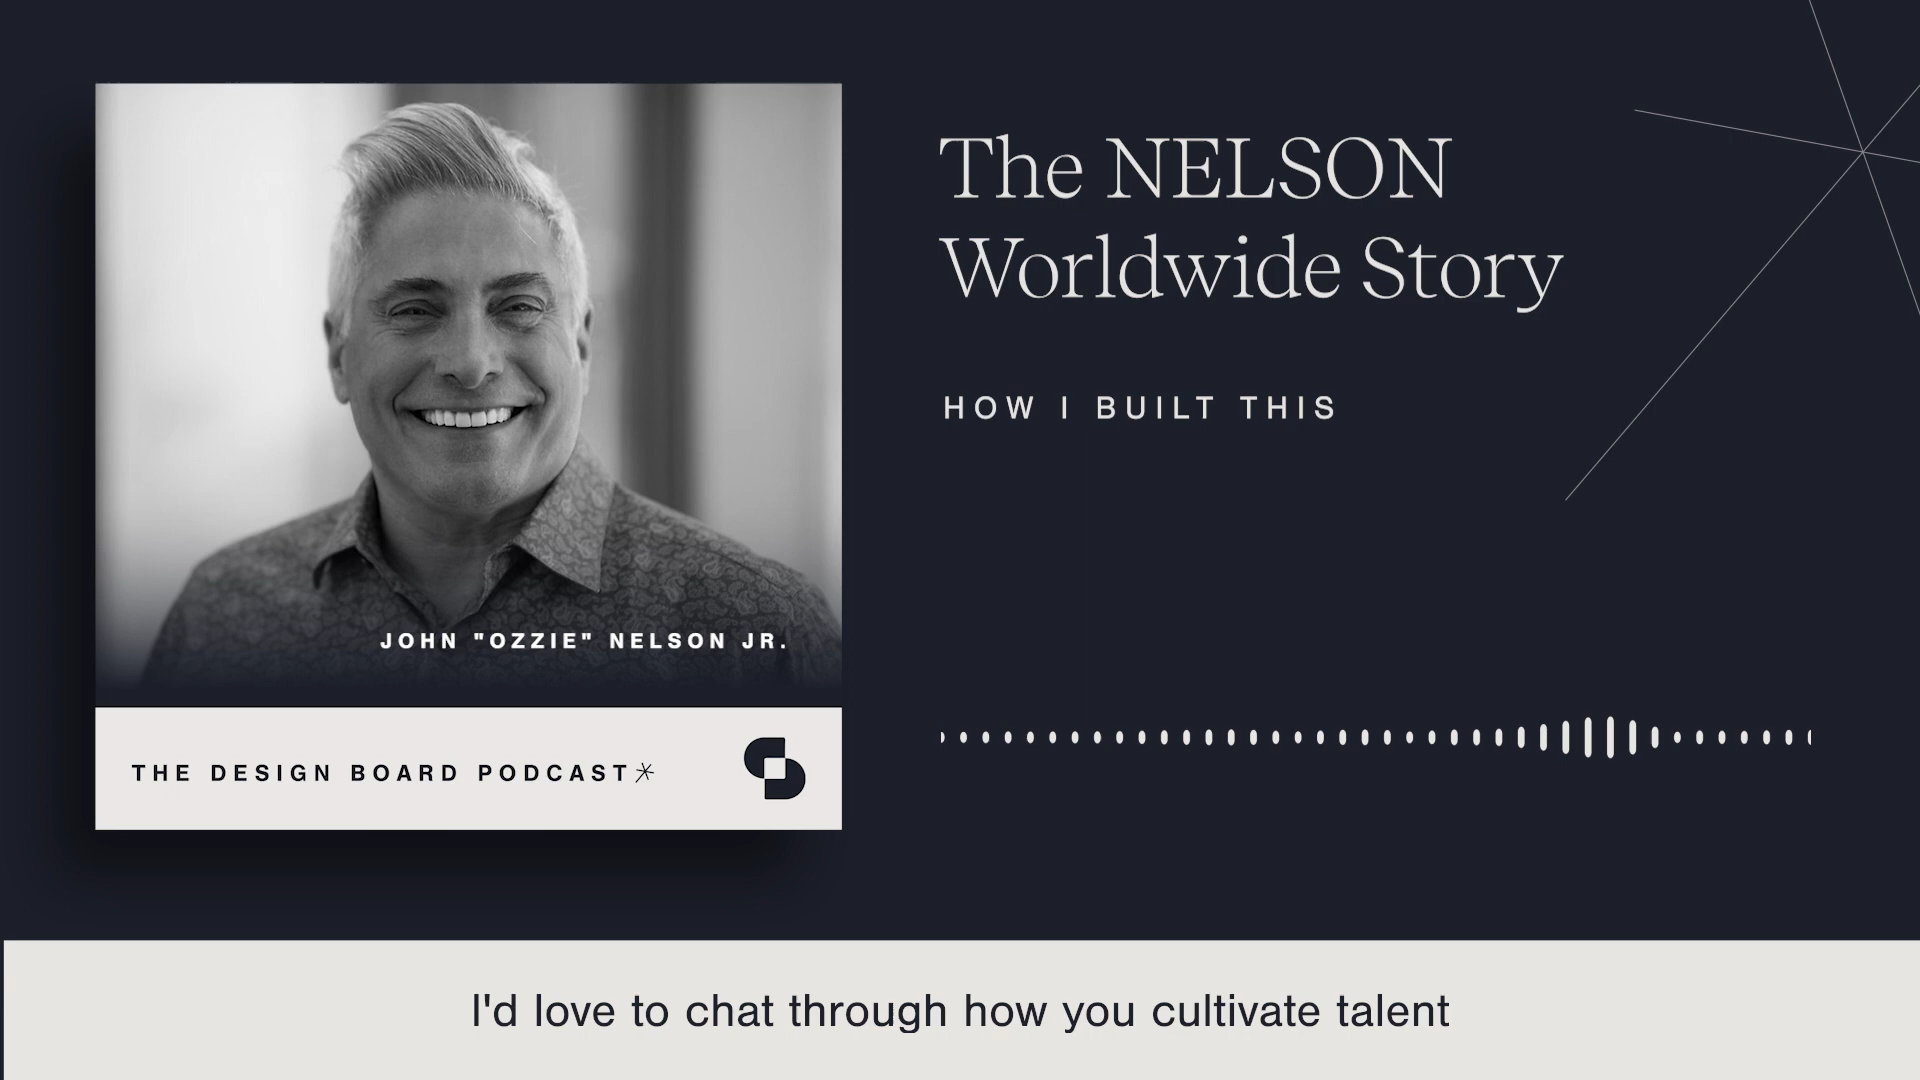 The NELSON
Worldwide Story
HOW I BUILT THIS
JOHN "OZZIE" NELSON JR.
THE DESIGN BOARD PODCAST
I'd love to chat through how you cultivate talent